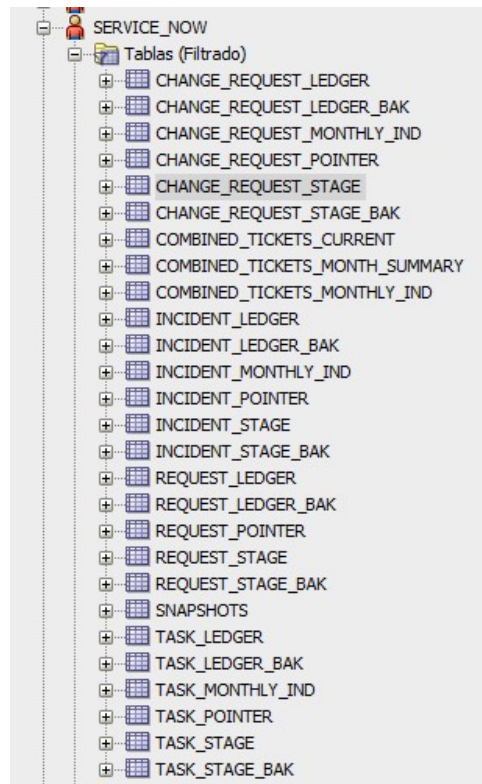 SERVICE_NOW
Tablas (Filtrado)
CHANGE_REQUEST_LEDGER
CHANGE_REQUEST_LEDGER_BAK
CHANGE_REQUEST_MONTHLY_IND
CHANGE_REQUEST_POINTER
CHANGE_REQUEST_STAGE
CHANGE_REQUEST_STAGE_BAK
COMBINED_TICKETS_CURRENT
COMBINED_TICKETS_MONTH_SUMMARY
COMBINED_TICKETS_MONTHLY_IND
INCIDENT_LEDGER
INCIDENT_LEDGER_BAK
INCIDENT_MONTHLY_IND
INCIDENT_POINTER
INCIDENT_STAGE
INCIDENT_STAGE_BAK
REQUEST_LEDGER
REQUEST_LEDGER_BAK
REQUEST_POINTER
REQUEST_STAGE
REQUEST_STAGE_BAK
SNAPSHOTS
TASK_LEDGER
TASK_LEDGER_BAK
TASK_MONTHLY_IND
TASK_POINTER
TASK_STAGE
TASK_STAGE_BAK